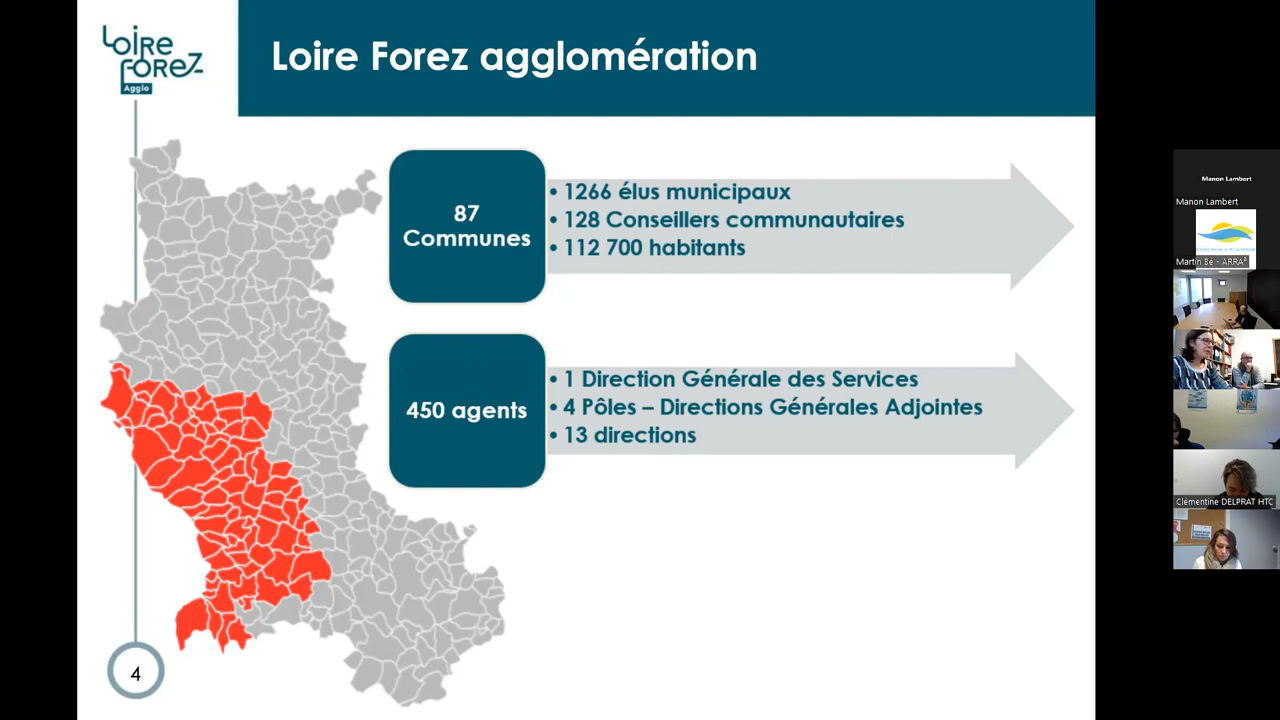 Loire
Forez
Agglo
Loire Forez agglomération
87
Communes
• 1266 élus municipaux
• 128 Conseillers communautaires
• 112 700 habitants
450 agents
• 1 Direction Générale des Services
• 4 Pôles – Directions Générales Adjointes
• 13 directions
4
Manon Lambert
Manon Lambert
Martin Bé - ARRA²
Clémentine DELPRAT HTC